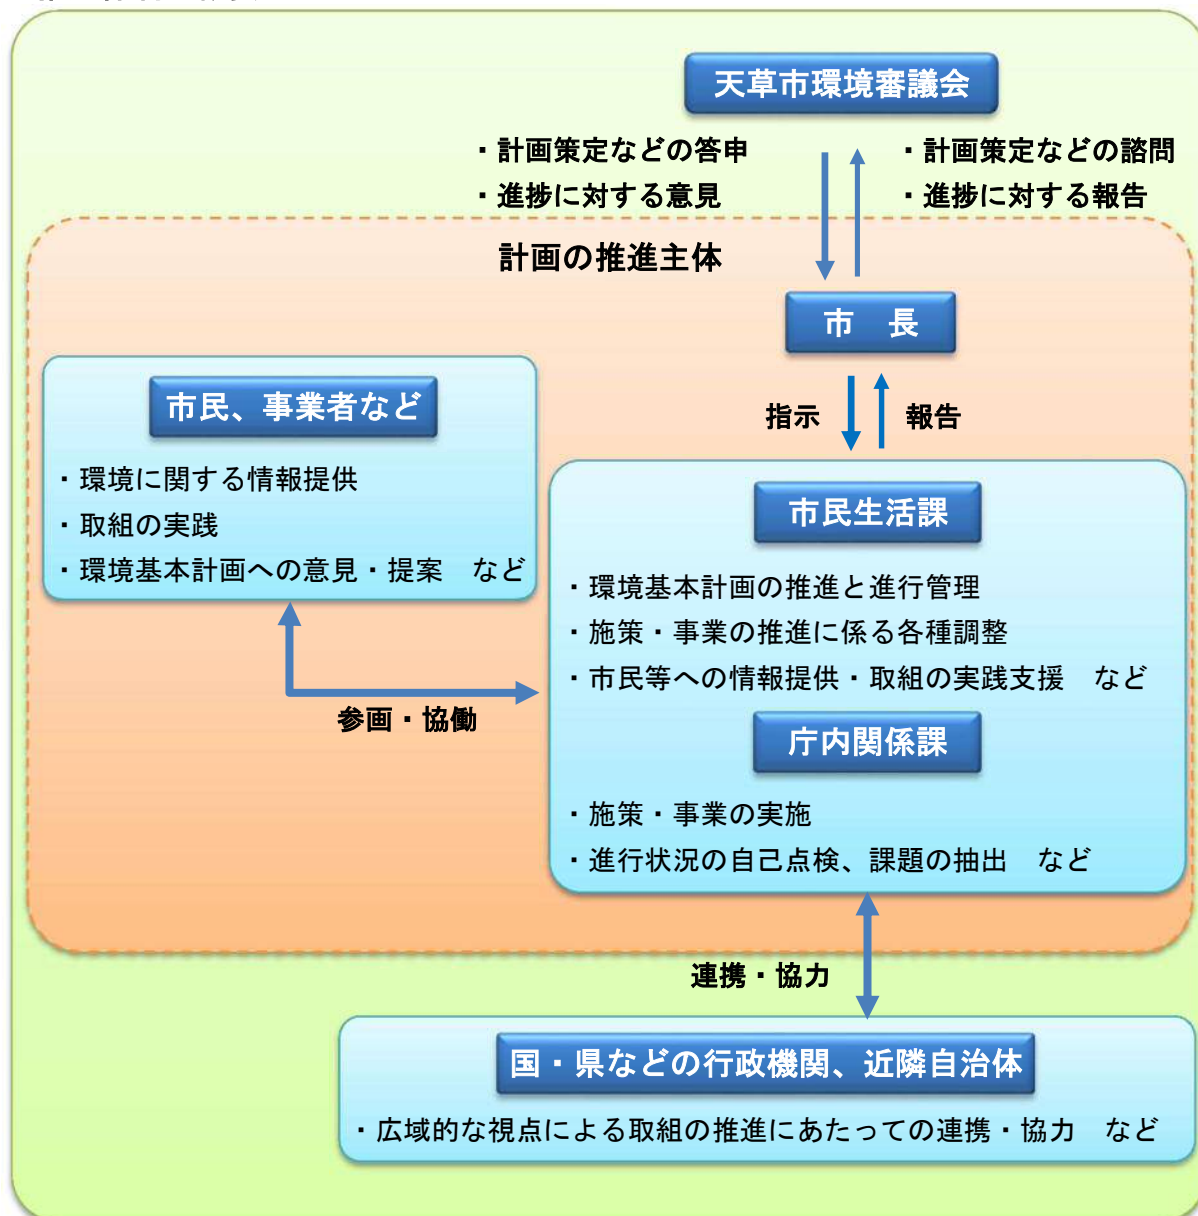 天草市環境審議会
・計画策定などの答申
・進捗に対する意見
・計画策定などの諮問
・進捗に対する報告
計画の推進主体
市　長
指示
報告
市民、事業者など
・環境に関する情報提供
・取組の実践
・環境基本計画への意見・提案　など
市民生活課
・環境基本計画の推進と進行管理
・施策・事業の推進に係る各種調整
・市民等への情報提供・取組の実践支援　など
参画・協働
庁内関係課
・施策・事業の実施
・進行状況の自己点検、課題の抽出　など
連携・協力
国・県などの行政機関、近隣自治体
・広域的な視点による取組の推進にあたっての連携・協力　など